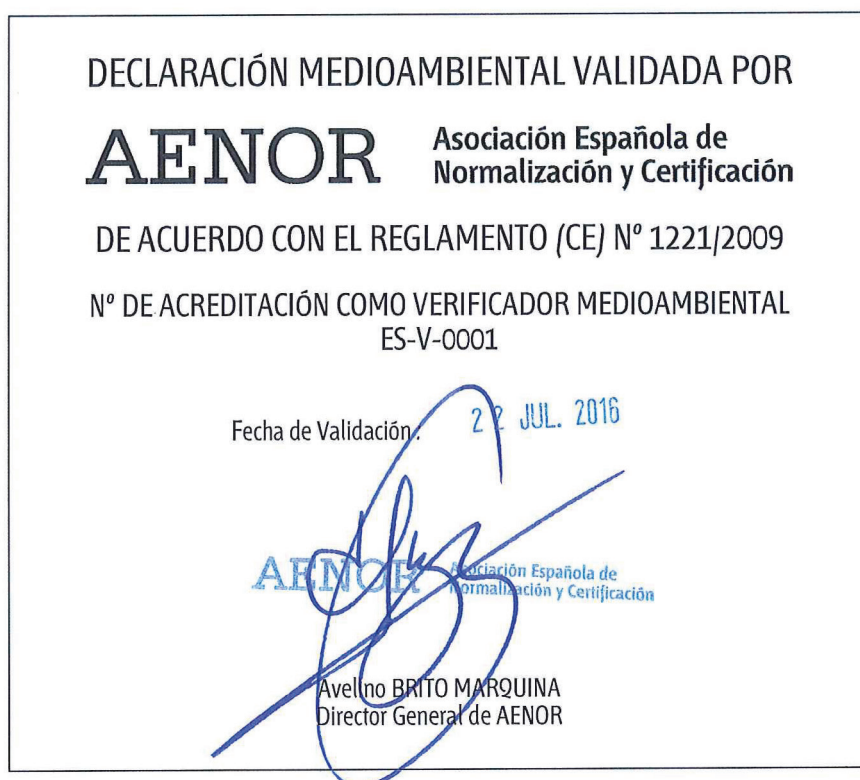 DECLARACIÓN MEDIOAMBIENTAL VALIDADA POR
AENOR
Asociación Española de
Normalización y Certificación
DE ACUERDO CON EL REGLAMENTO (CE) Nº 1221/2009
Nº DE ACREDITACIÓN COMO VERIFICADOR MEDIOAMBIENTAL
ES-V-0001
Fecha de Validación : 22 JUL. 2016
AENOR
Asociación Española de
Normalización y Certificación
Avelino BRITO MARQUINA
Director General de AENOR